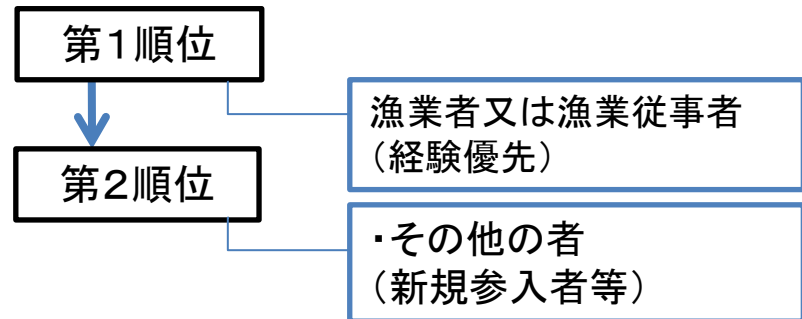 第１順位
漁業者又は漁業従事者
（経験優先）
第２順位
・その他の者
（新規参入者等）